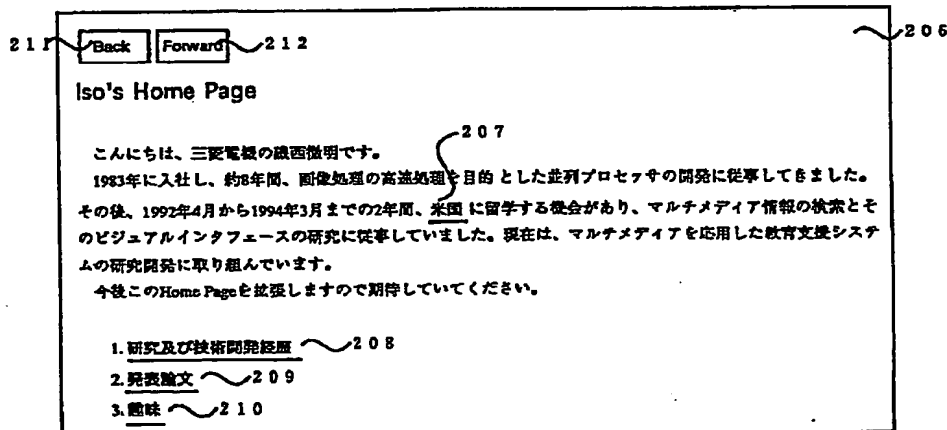 211 Back Forward 212 206
Iso's Home Page
207
こんにちは、三菱電機の磯西徹明です。
1983年に入社し、約8年間、画像処理の高速処理を目的とした並列プロセッサの開発に従事してきました。
その後、1992年4月から1994年3月までの2年間、米国に留学する機会があり、マルチメディア情報の検索とそ
のビジュアルインタフェースの研究に従事していました。現在は、マルチメディアを応用した教育支援システ
ムの研究開発に取り組んでいます。
今後このHome Pageを拡張しますので期待していてください。
1. 研究及び技術開発経歴 208
2. 発表論文 209
3. 趣味 210